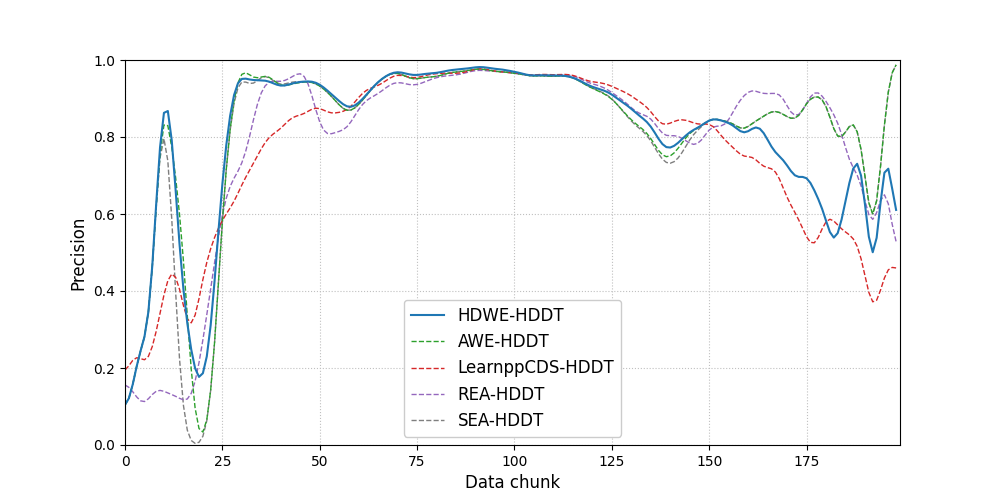 1.0
0.8
0.6
0.4
0.2
0.0
Precision
0 25 50 75 100 125 150 175
Data chunk
HDWE-HDDT
AWE-HDDT
LearnppCDS-HDDT
REA-HDDT
SEA-HDDT